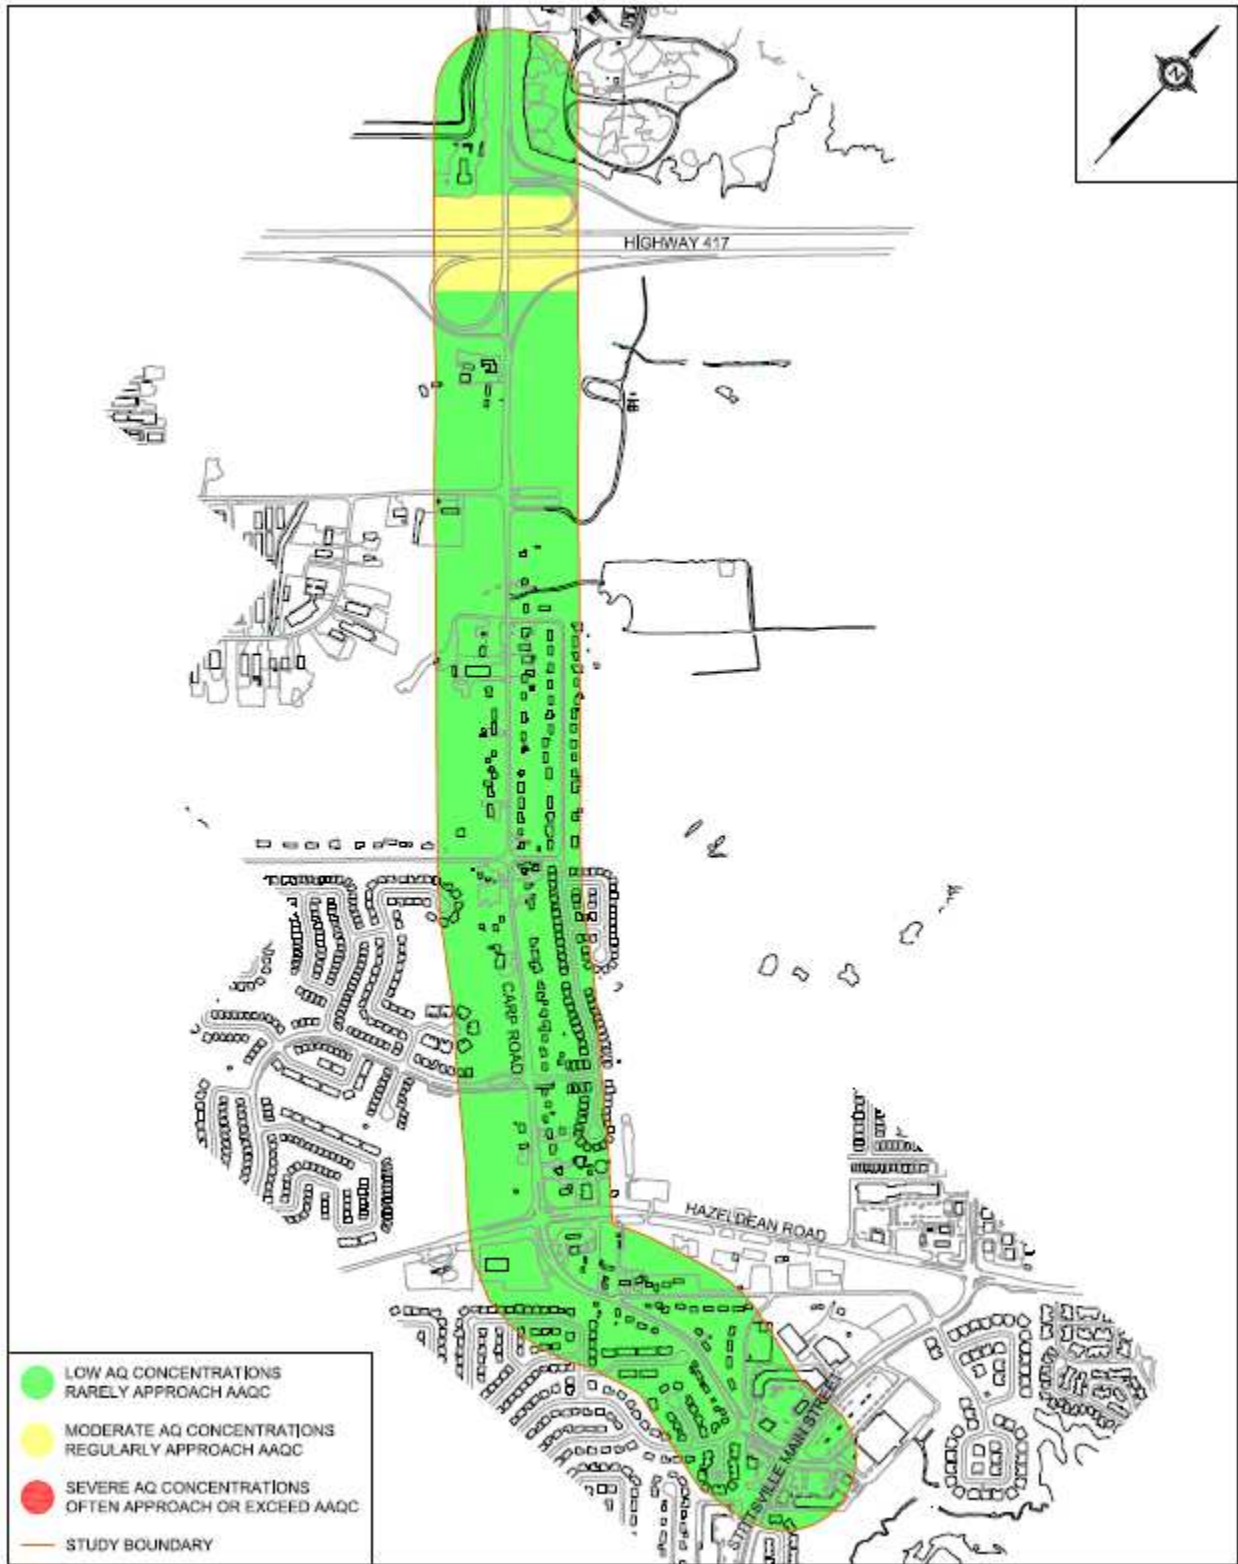 N
HIGHWAY 417
CARP ROAD
HAZELDEAN ROAD
STITTSVILLE MAIN STREET
LOW AQ CONCENTRATIONS
RARELY APPROACH AAQC
MODERATE AQ CONCENTRATIONS
REGULARLY APPROACH AAQC
SEVERE AQ CONCENTRATIONS
OFTEN APPROACH OR EXCEED AAQC
STUDY BOUNDARY